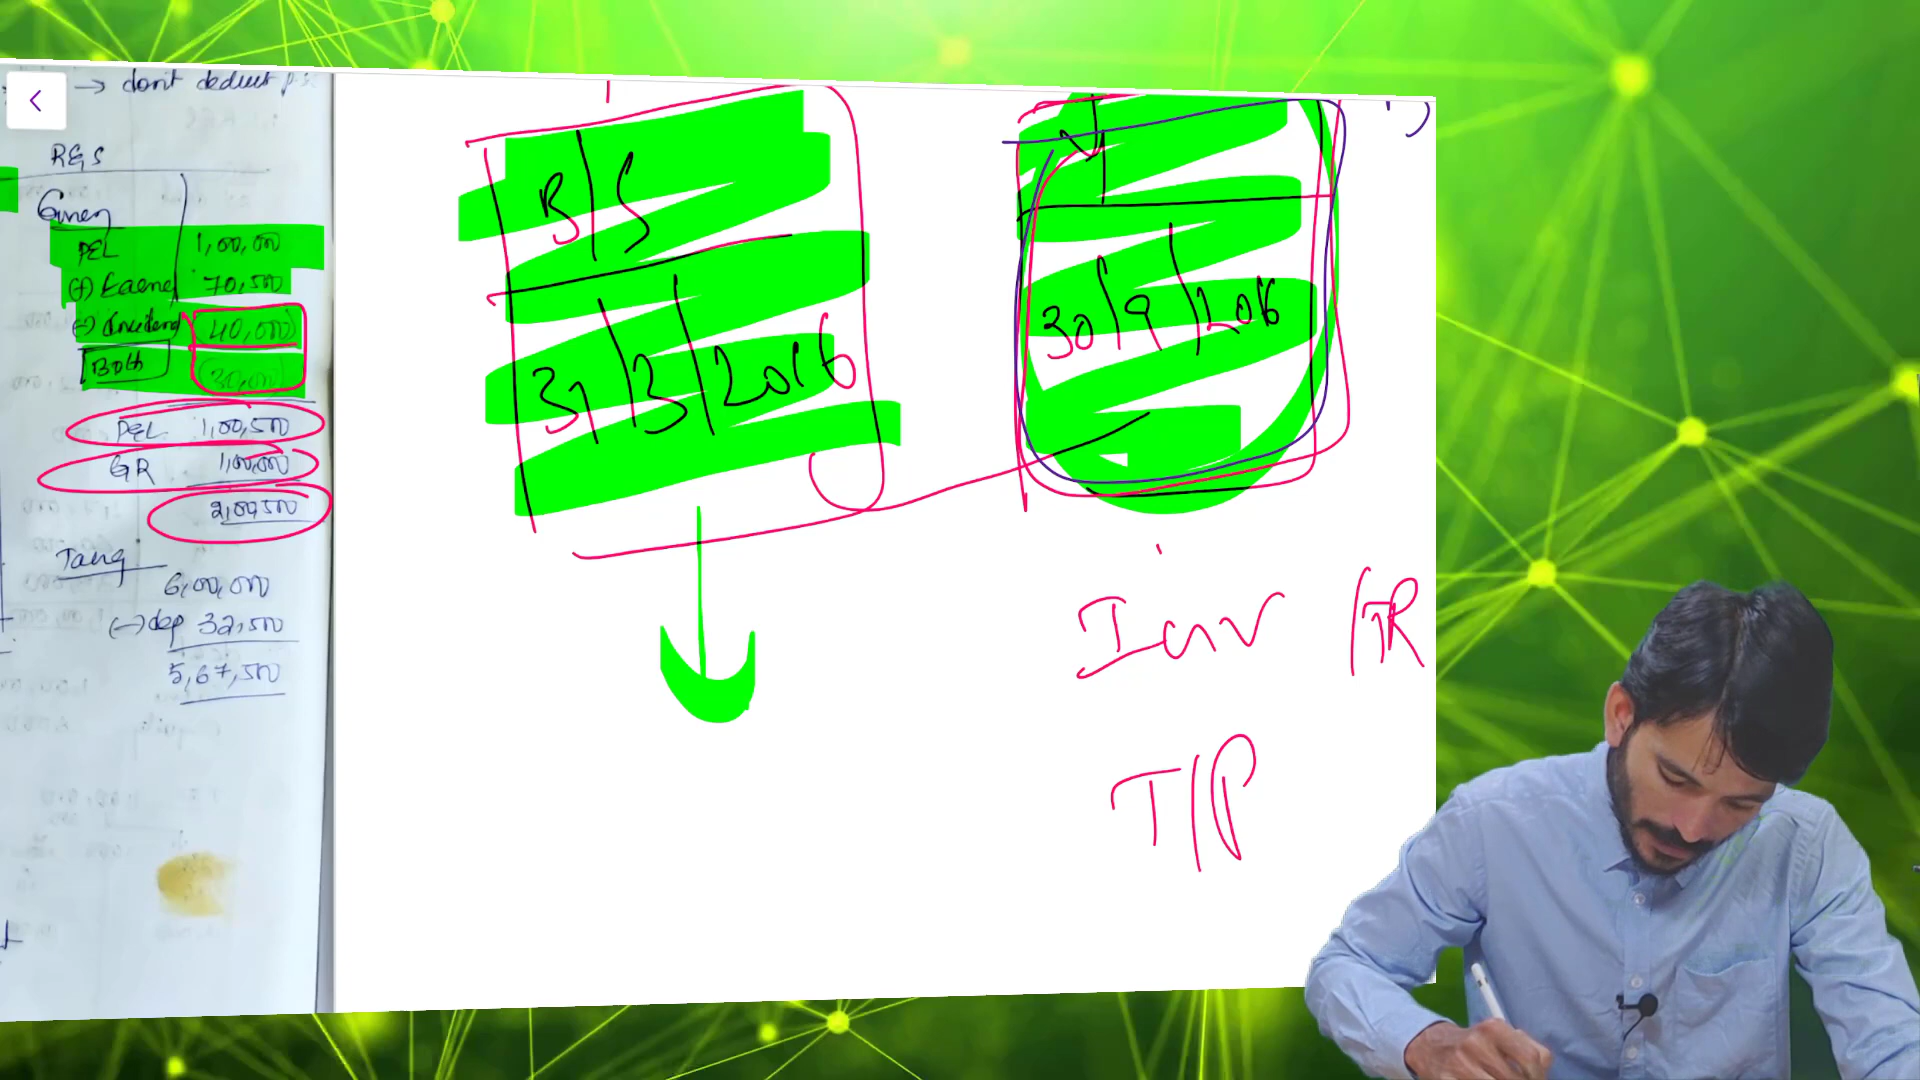 → don't deduct
R&S
Given
P&L 1,00,000
(+) Earned 70,500
(-) dividend (40,000)
Both (30,000)
P&L 1,00,500
GR 1,00,000
2,00,500
Tang
6,00,000
(-) dep 32,500
5,67,500
B/S
31/3/2016
30/9/2016
Inv GR
T/P